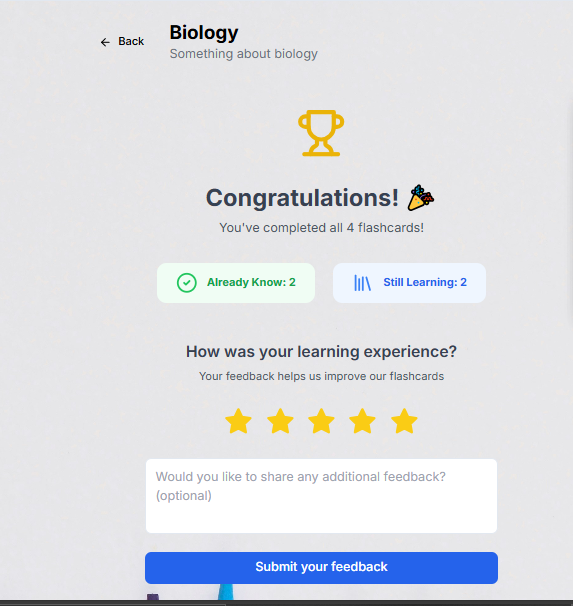 Biology
Back
Something about biology
Congratulations! 🎉
You've completed all 4 flashcards!
Already Know: 2
Still Learning: 2
How was your learning experience?
Your feedback helps us improve our flashcards
Would you like to share any additional feedback?
(optional)
Submit your feedback